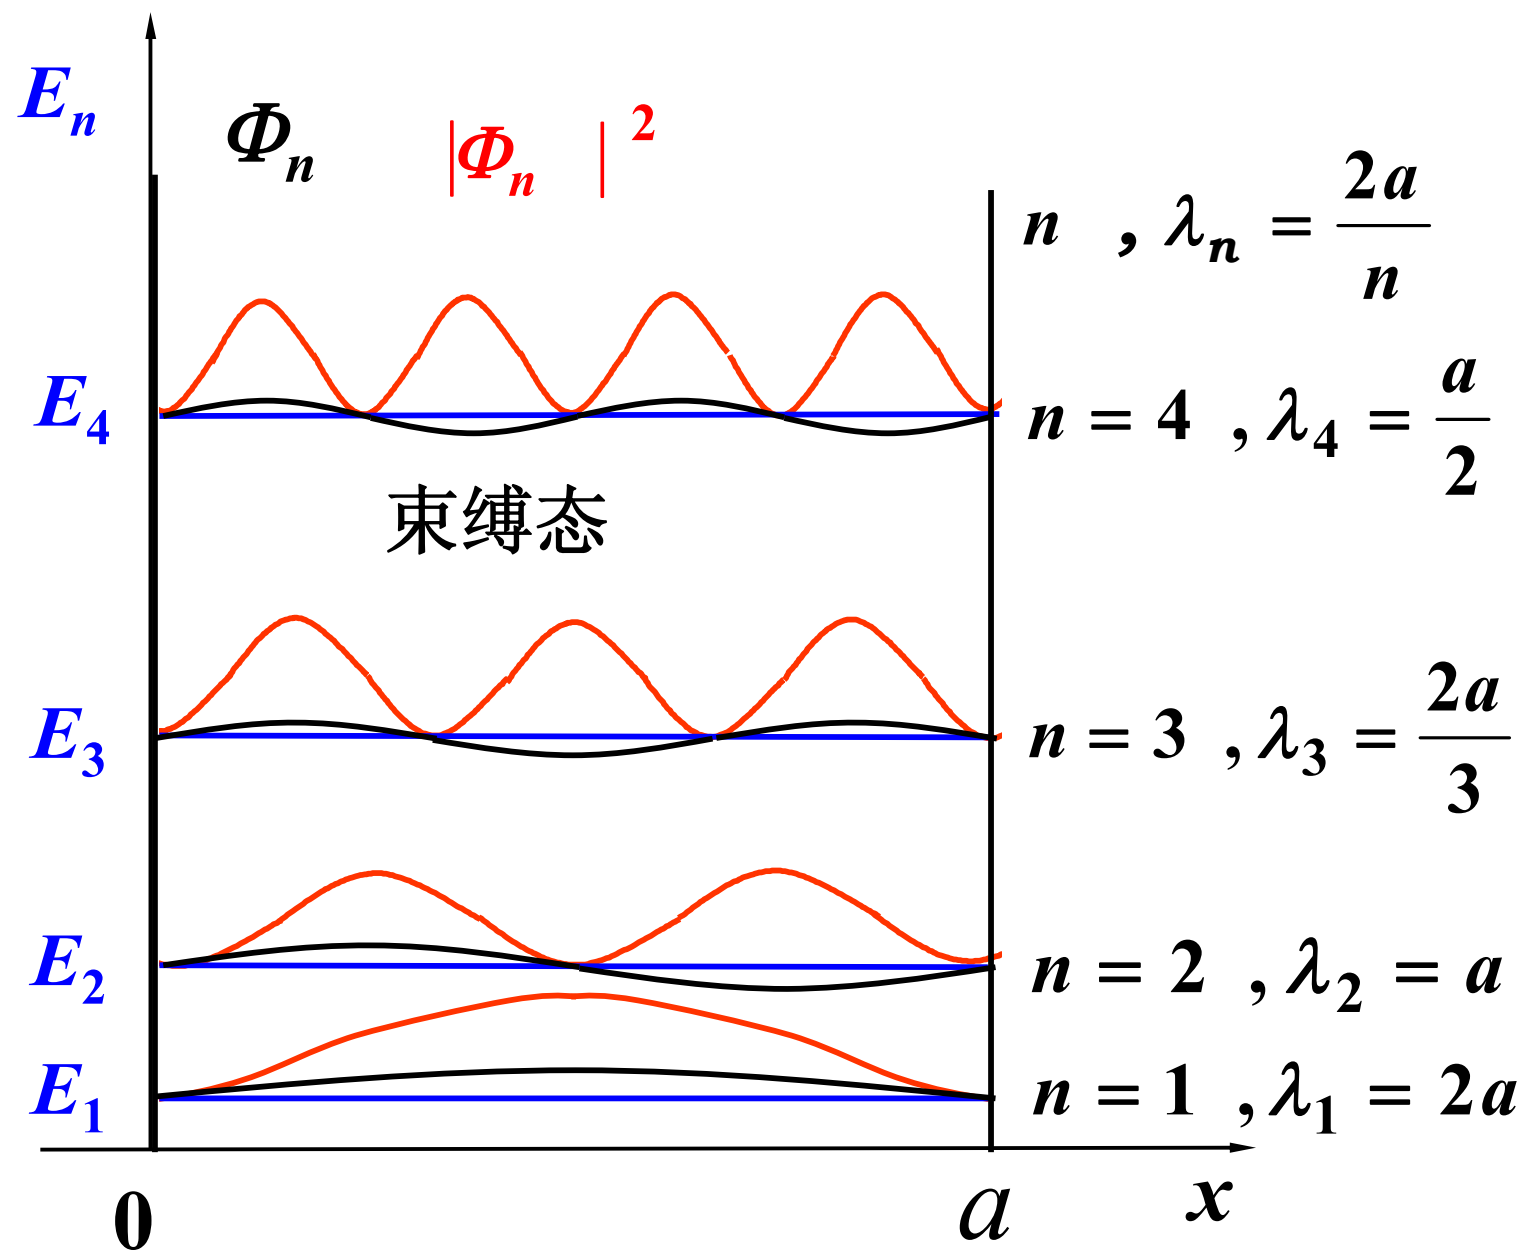 Eₙ
Φₙ |Φₙ|²
n , λₙ = 2a/n
E₄ n = 4 , λ₄ = a/2
束缚态
E₃ n = 3 , λ₃ = 2a/3
E₂ n = 2 , λ₂ = a
E₁ n = 1 , λ₁ = 2a
0 a x